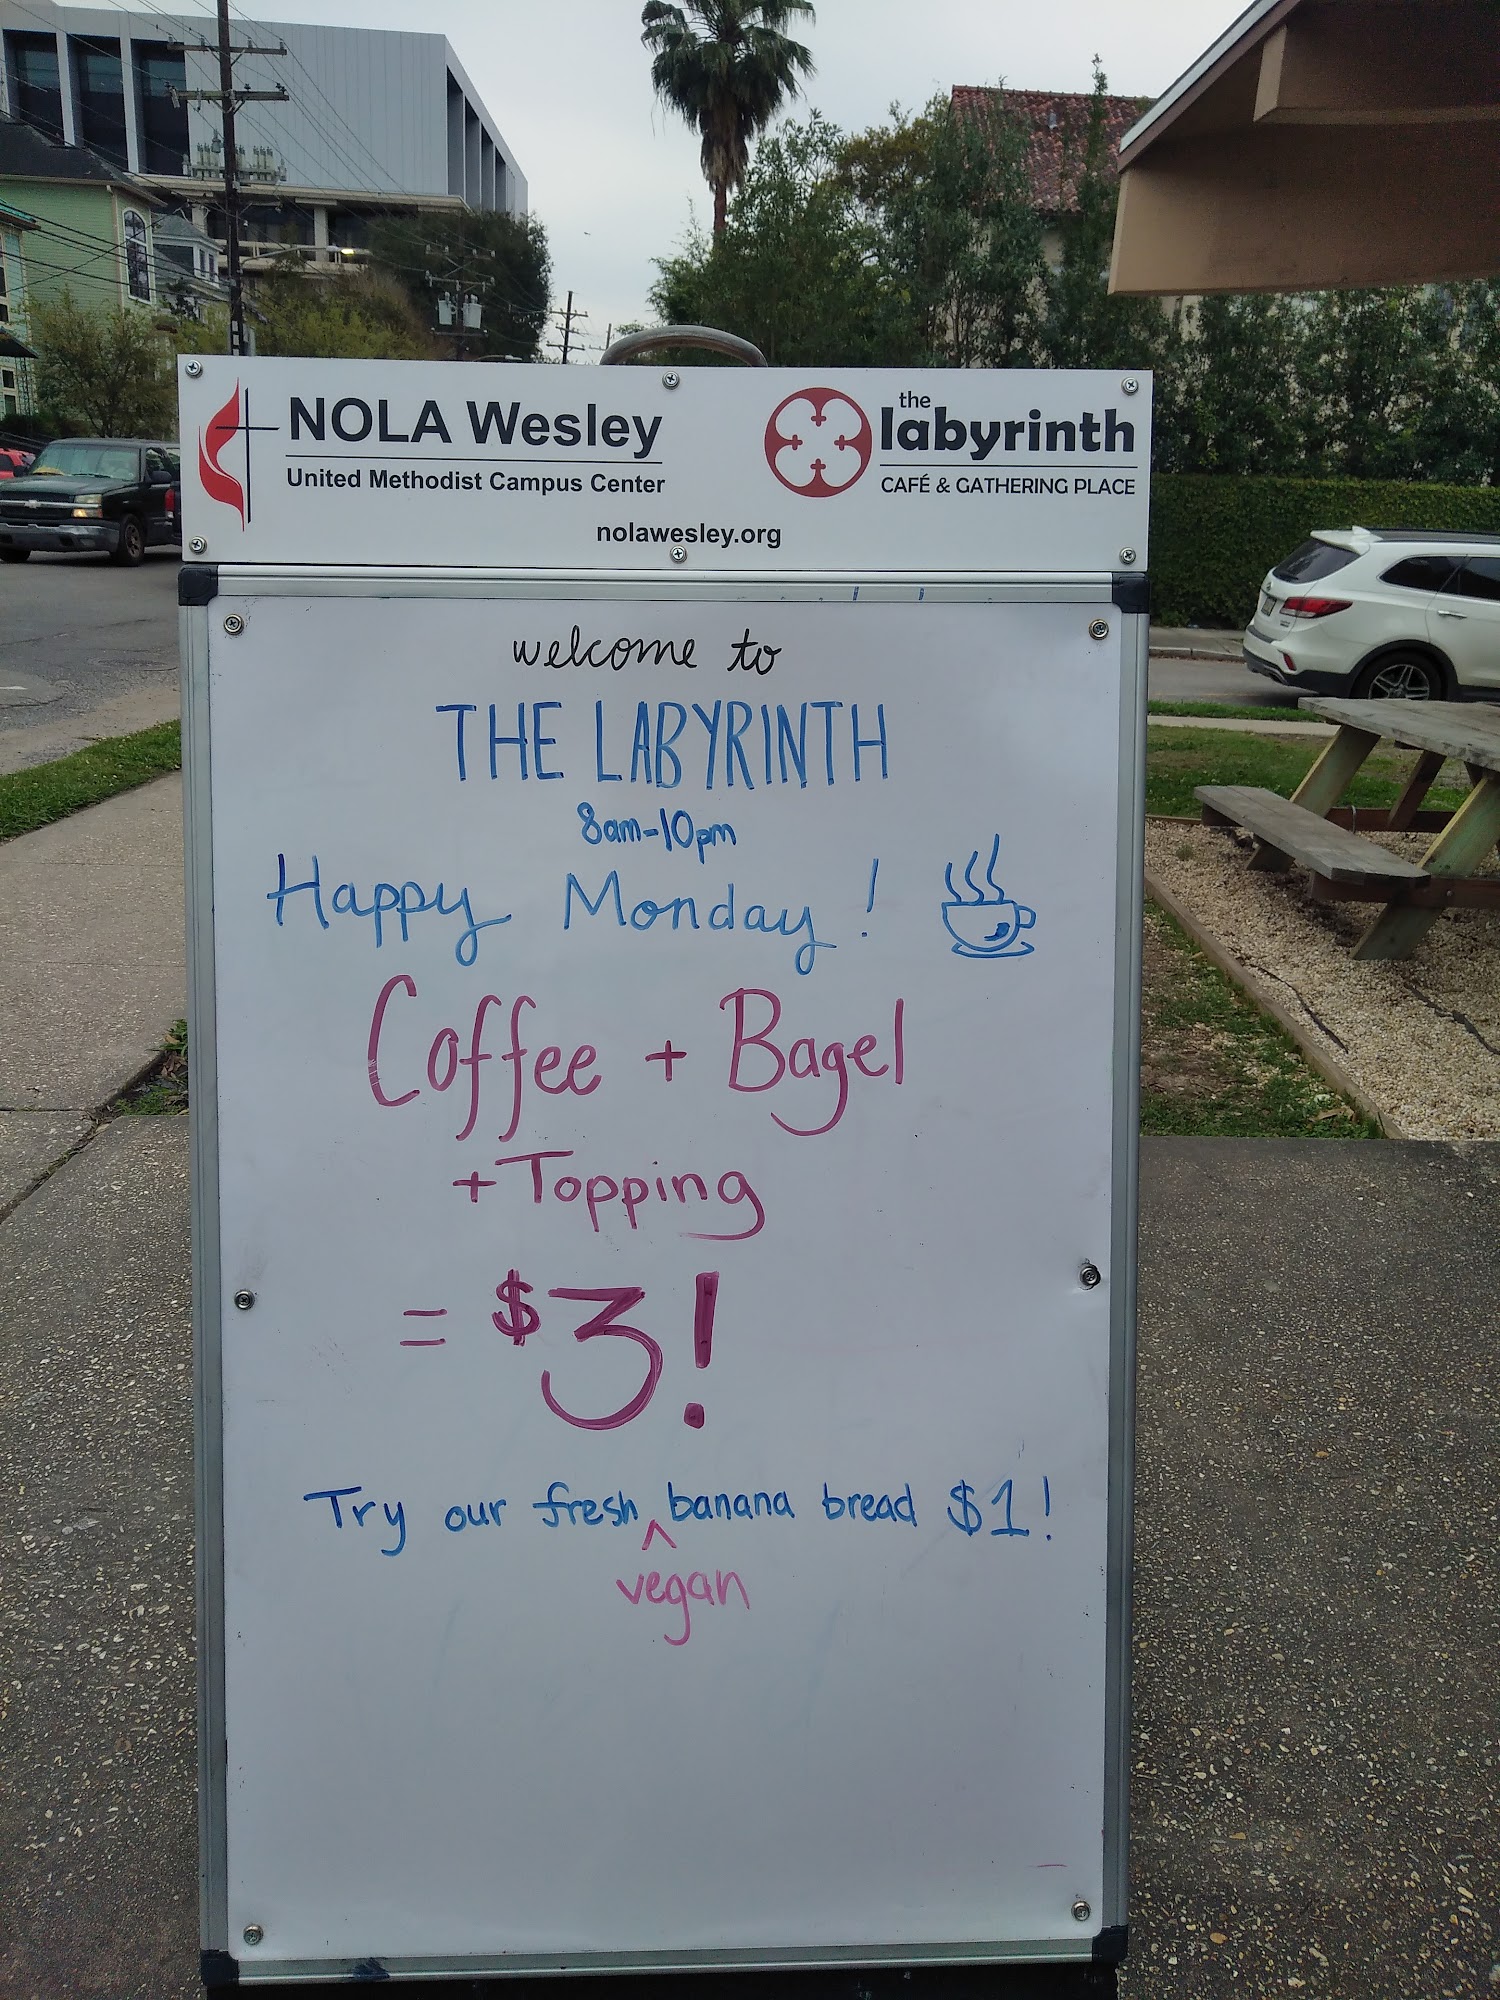 NOLA Wesley
United Methodist Campus Center
the
labyrinth
CAFÉ & GATHERING PLACE
nolawesley.org
welcome to
THE LABYRINTH
8am-10pm
Happy Monday!
Coffee + Bagel
+ Topping
= $3!
Try our fresh ^ banana bread $1!
vegan